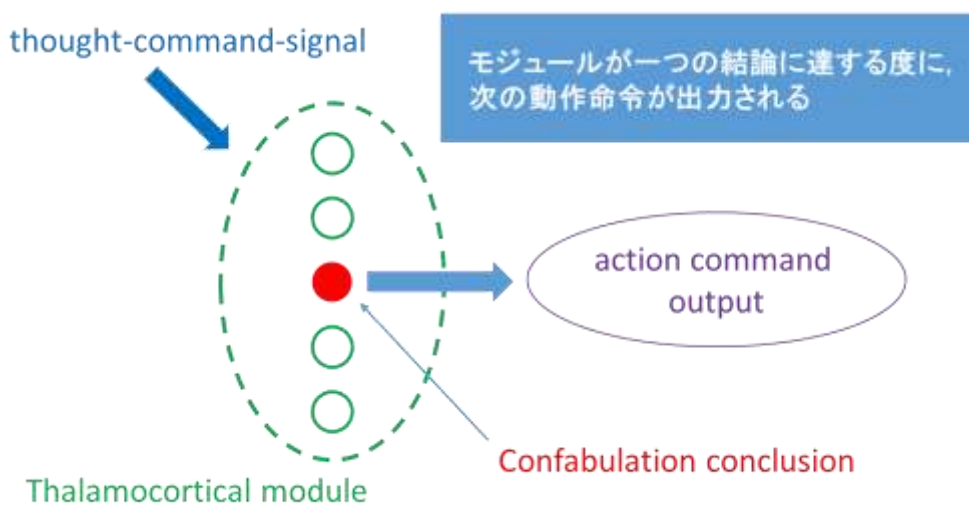 thought-command-signal
モジュールが一つの結論に達する度に,
次の動作命令が出力される
action command
output
Confabulation conclusion
Thalamocortical module